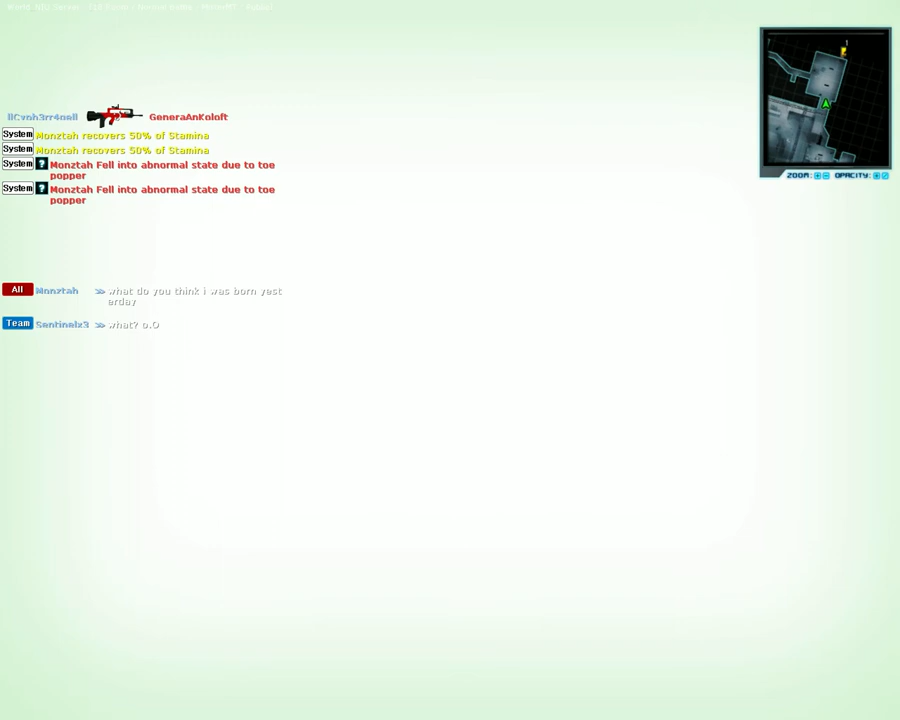 llCyph3rr4gell GeneraAnKoloft
System Monztah recovers 50% of Stamina
System Monztah recovers 50% of Stamina
System ? Monztah Fell into abnormal state due to toe
popper
System ? Monztah Fell into abnormal state due to toe
popper
All Monztah >> what do you think i was born yest
erday
Team Sentinelx3 >> what? o.O
ZOOM: OPACITY: